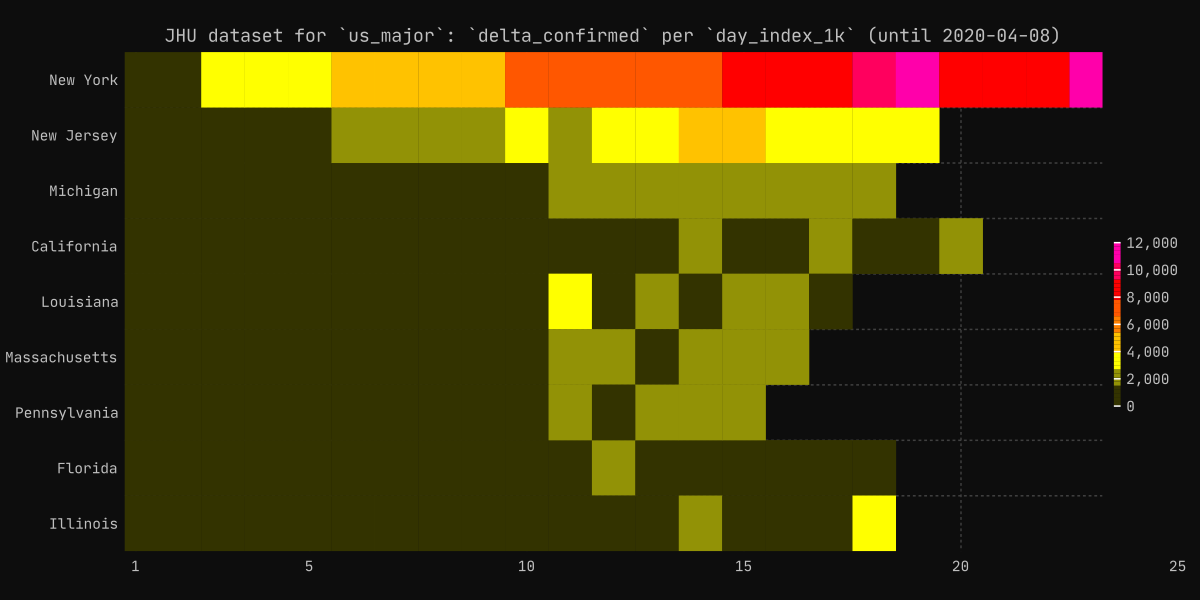 JHU dataset for `us_major`: `delta_confirmed` per `day_index_1k` (until 2020-04-08)
New York
New Jersey
Michigan
California
Louisiana
Massachusetts
Pennsylvania
Florida
Illinois
12,000
10,000
8,000
6,000
4,000
2,000
0
1 5 10 15 20 25